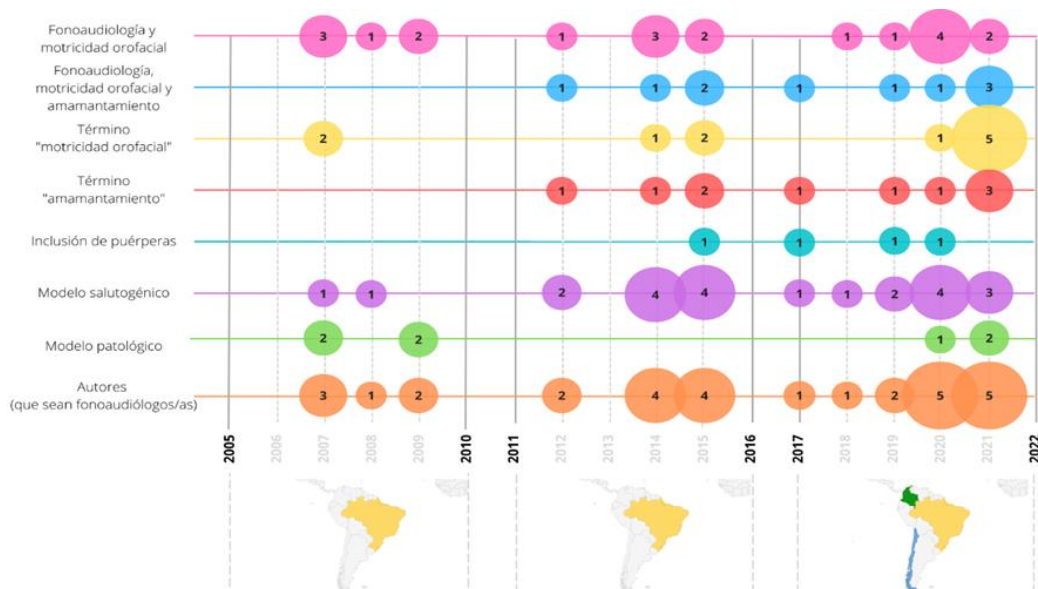 Fonoaudiología y
motricidad orofacial
3 1 2 1 3 2 1 1 4 2
Fonoaudiología,
motricidad orofacial y
amamantamiento
1 1 2 1 1 1 3
Término
"motricidad orofacial"
2 1 2 1 5
Término
"amamantamiento"
1 1 2 1 1 1 3
Inclusión de puérperas
1 1 1 1
Modelo salutogénico
1 1 2 4 4 1 1 2 4 3
Modelo patológico
2 2 1 2
Autores
(que sean fonoaudiólogos/as)
3 1 2 2 4 4 1 1 2 5 5
2005 2006 2007 2008 2009 2010 2011 2012 2013 2014 2015 2016 2017 2018 2019 2020 2021 2022